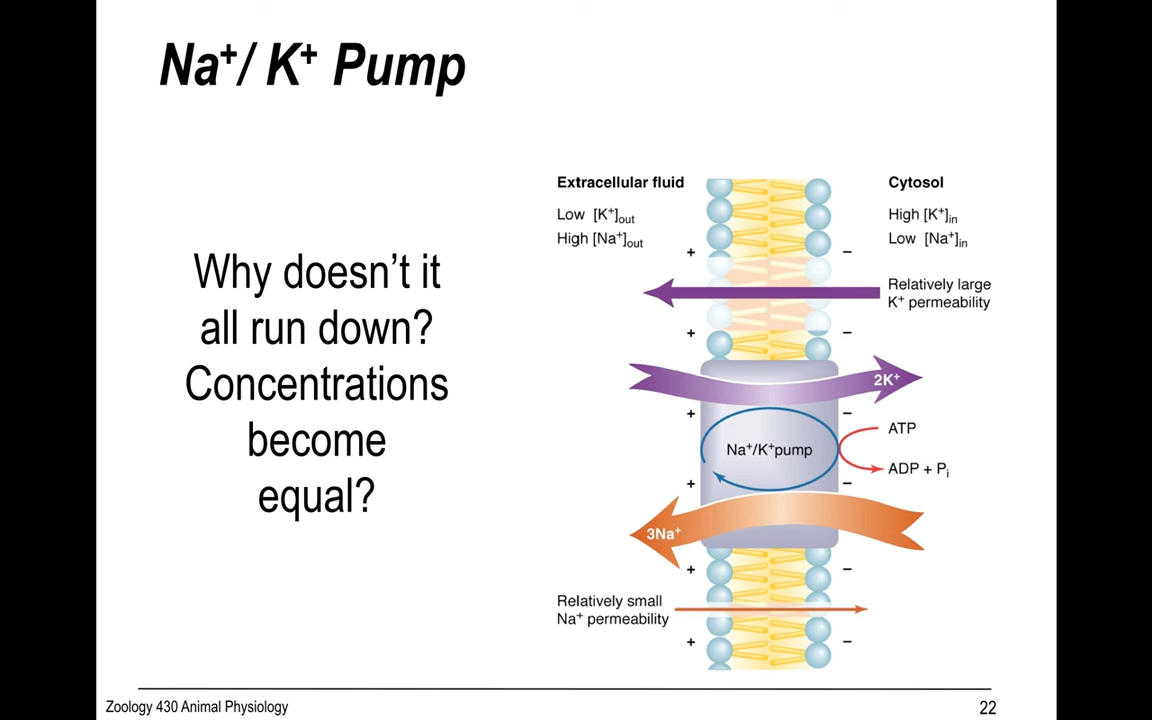 Na⁺/ K⁺ Pump
Why doesn’t it
all run down?
Concentrations
become
equal?
Extracellular fluid
Low [K⁺]out
High [Na⁺]out
Cytosol
High [K⁺]in
Low [Na⁺]in
+ –
Relatively large
K⁺ permeability
+ –
2K⁺
+ –
ATP
Na⁺/K⁺pump
ADP + Pi
+ –
3Na⁺
+ –
Relatively small
Na⁺ permeability
+ –
Zoology 430 Animal Physiology
22